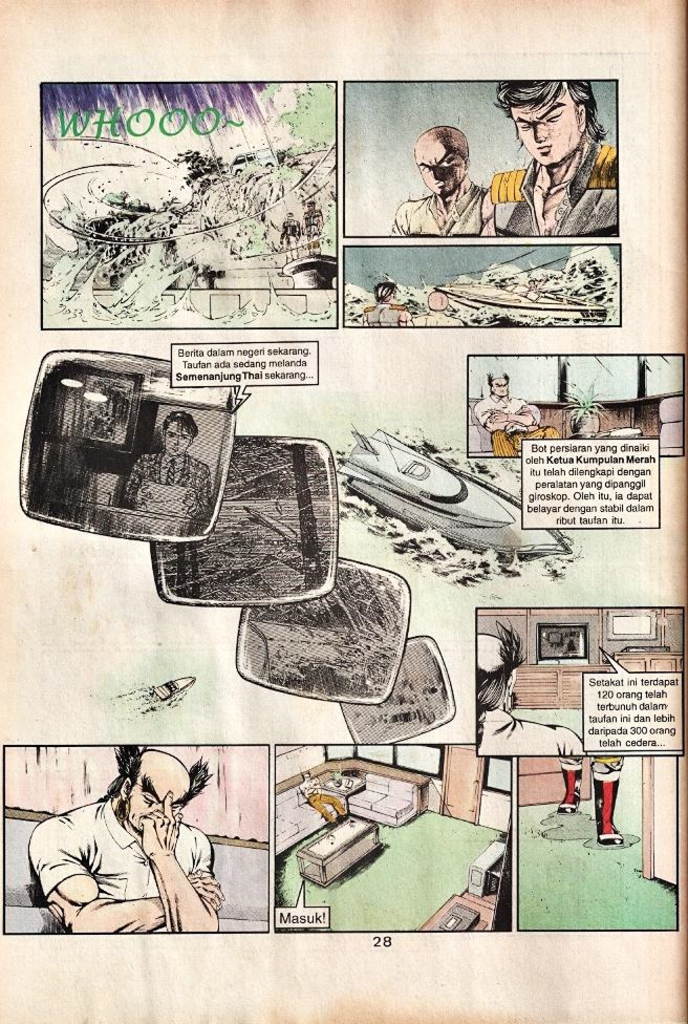 WHOOO~
Berita dalam negeri sekarang.
Taufan ada sedang melanda
Semenanjung Thai sekarang...
Bot persiaran yang dinaiki
oleh Ketua Kumpulan Merah
itu telah dilengkapi dengan
peralatan yang dipanggil
giroskop. Oleh itu, ia dapat
belayar dengan stabil dalam
ribut taufan itu.
Setakat ini terdapat
120 orang telah
terbunuh dalam
taufan ini dan lebih
daripada 300 orang
telah cedera...
Masuk!
28